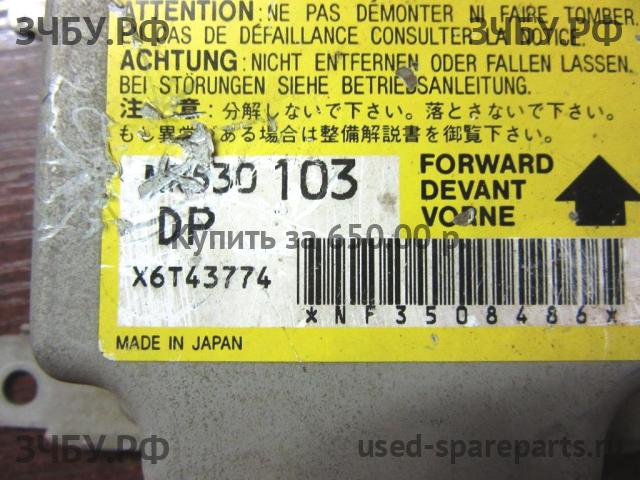 ATTENTION: NE PAS DÉMONTER NI FAIRE TOMBER
PAS DE DÉFAILLANCE CONSULTER LA NOTICE.
ACHTUNG: NICHT ENTFERNEN ODER FALLEN LASSEN.
BEI STÖRUNGEN SIEHE BETRIEBSANLEITUNG.
注 意：分解しないで下さい。落とさないで下さい。
もし異常がある場合は整備解説書を御覧下さい。
530 103
DP
X6T43774
FORWARD
DEVANT
VORNE
*NF3508486*
MADE IN JAPAN
Купить за 650.00 р.
ЗЧБУ.РФ
ЗЧБУ.РФ
ЗЧБУ.РФ
used-spareparts.ru